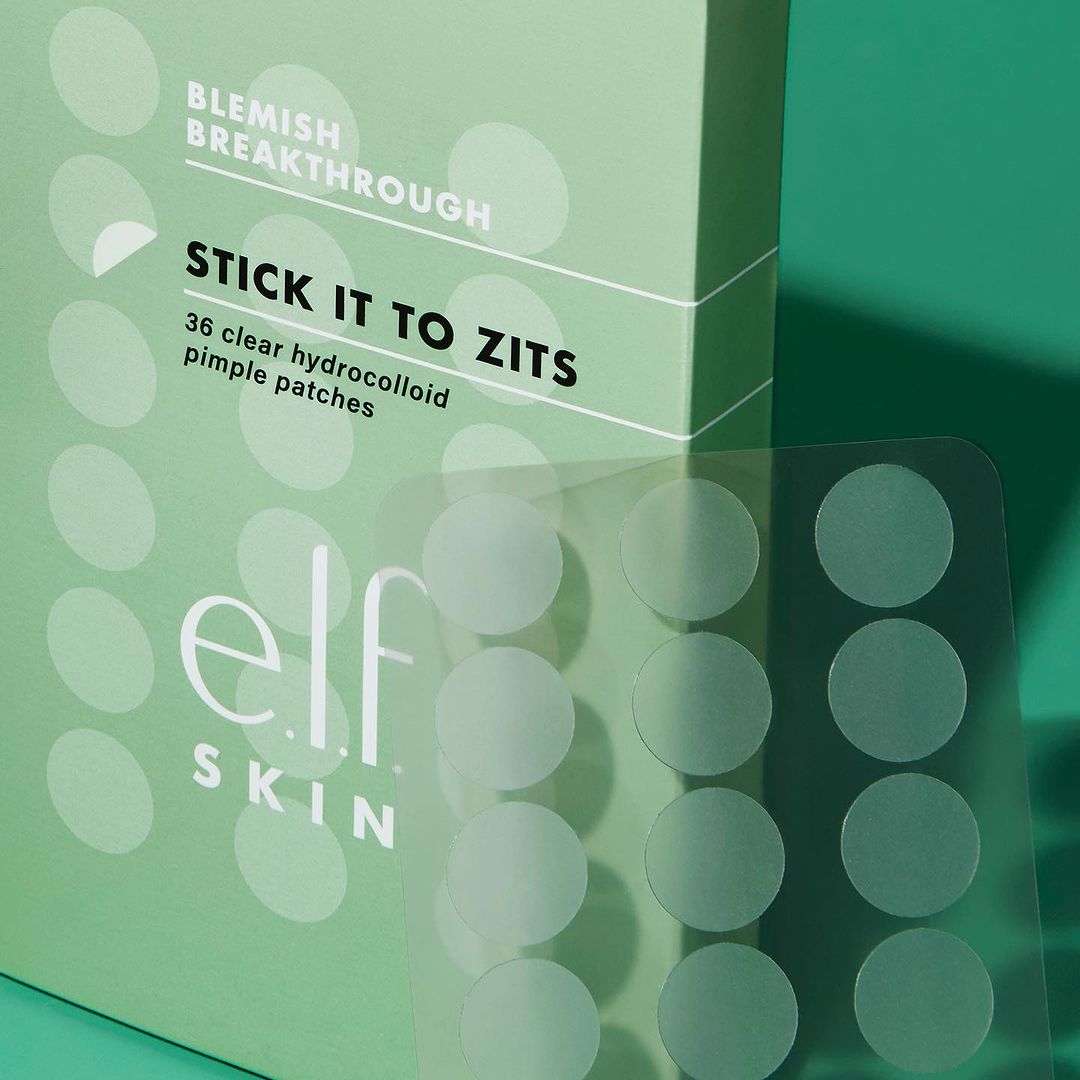 BLEMISH
BREAKTHROUGH
STICK IT TO ZITS
36 clear hydrocolloid
pimple patches
e.l.f.
SKIN